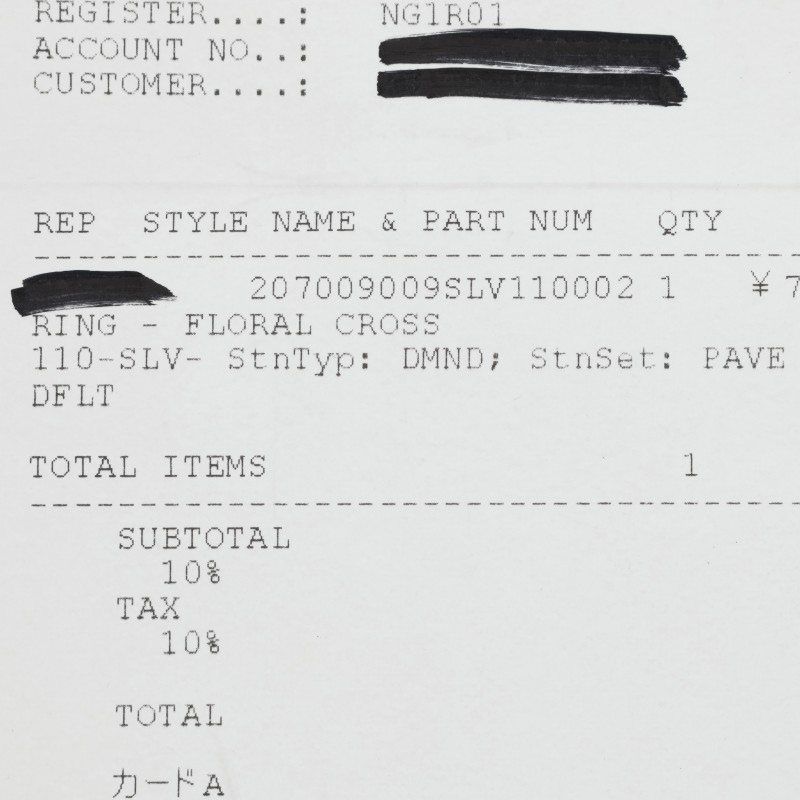 REGISTER....: NG1R01
ACCOUNT NO..:
CUSTOMER....:
REP STYLE NAME & PART NUM QTY
207009009SLV110002 1 ¥7
RING - FLORAL CROSS
110-SLV- StnTyp: DMND; StnSet: PAVE
DFLT
TOTAL ITEMS 1
SUBTOTAL
10%
TAX
10%
TOTAL
カードA